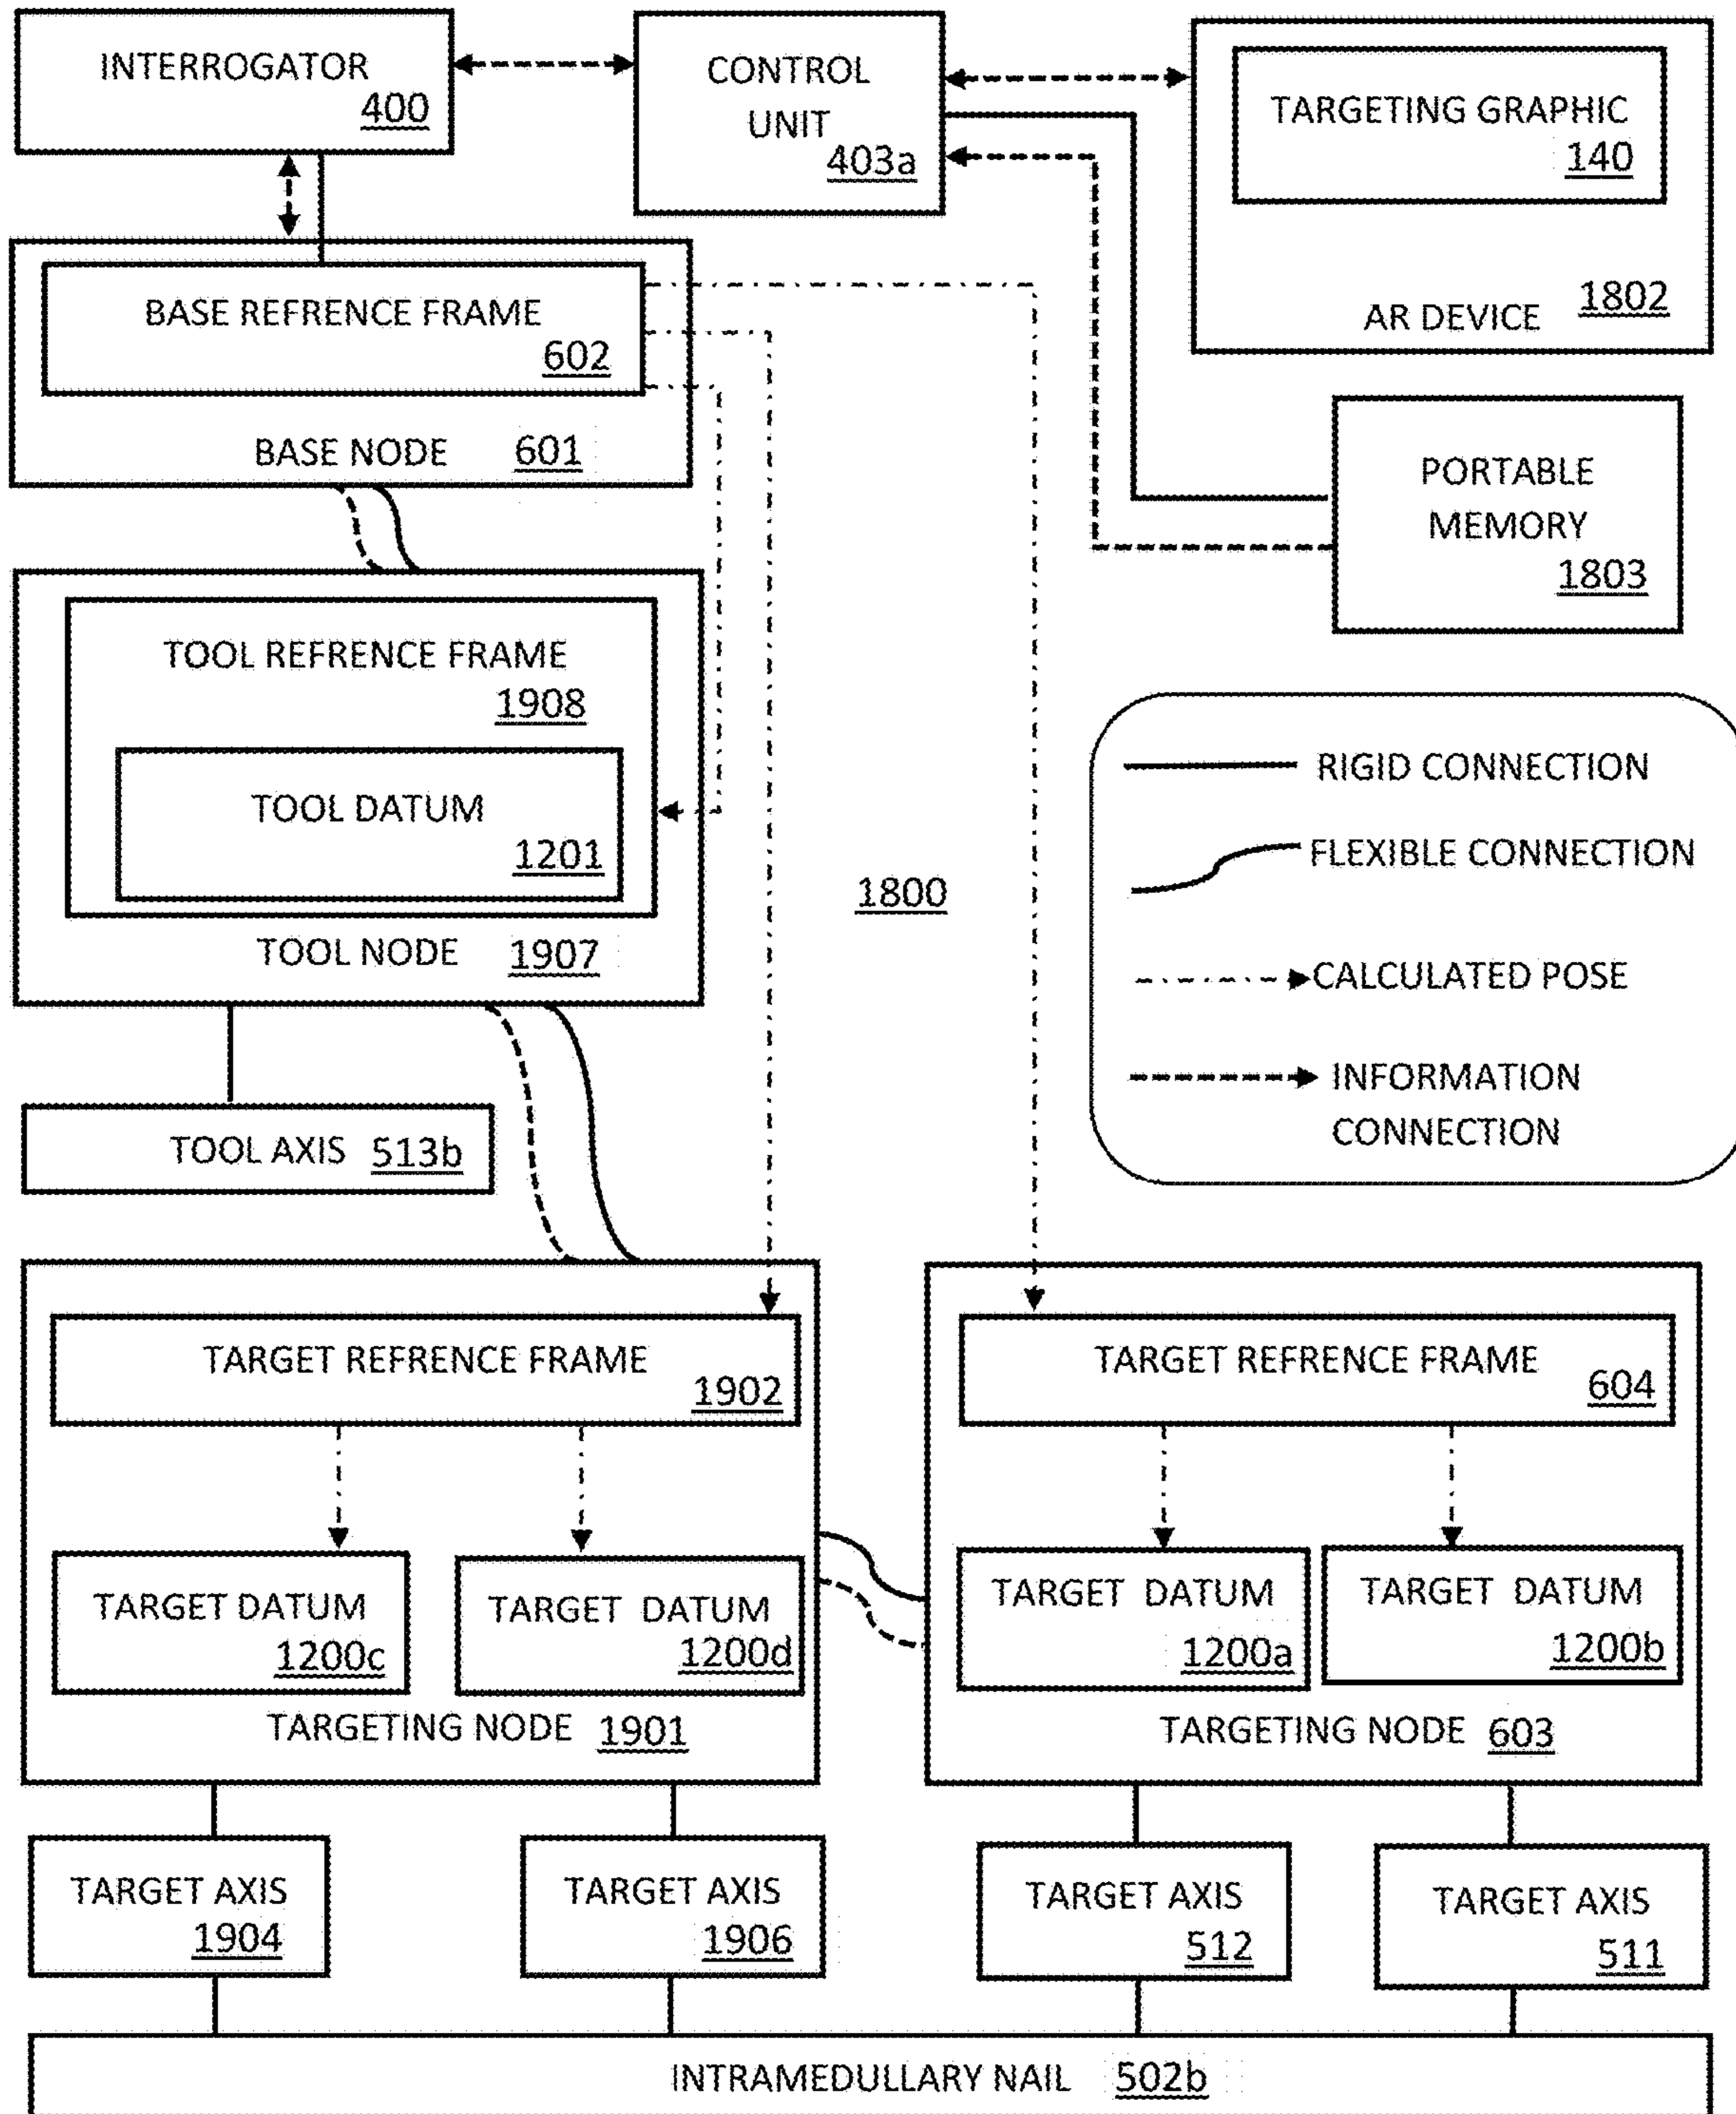 INTERROGATOR
400
CONTROL
UNIT
403a
TARGETING GRAPHIC
140
AR DEVICE 1802
BASE REFRENCE FRAME
602
BASE NODE 601
PORTABLE
MEMORY
1803
TOOL REFRENCE FRAME
1908
TOOL DATUM
1201
TOOL NODE 1907
1800
RIGID CONNECTION
FLEXIBLE CONNECTION
CALCULATED POSE
INFORMATION
CONNECTION
TOOL AXIS 513b
TARGET REFRENCE FRAME
1902
TARGET DATUM
1200c
TARGET DATUM
1200d
TARGETING NODE 1901
TARGET REFRENCE FRAME
604
TARGET DATUM
1200a
TARGET DATUM
1200b
TARGETING NODE 603
TARGET AXIS
1904
TARGET AXIS
1906
TARGET AXIS
512
TARGET AXIS
511
INTRAMEDULLARY NAIL 502b